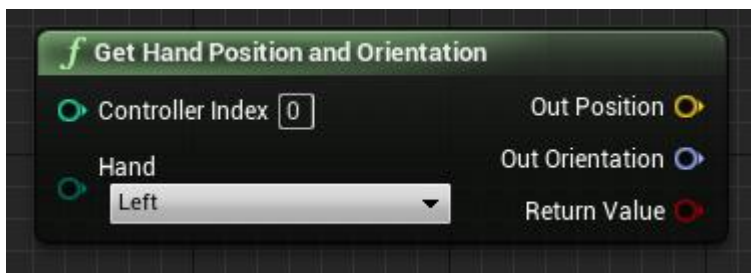 f Get Hand Position and Orientation
Controller Index 0
Out Position
Hand
Out Orientation
Left
Return Value